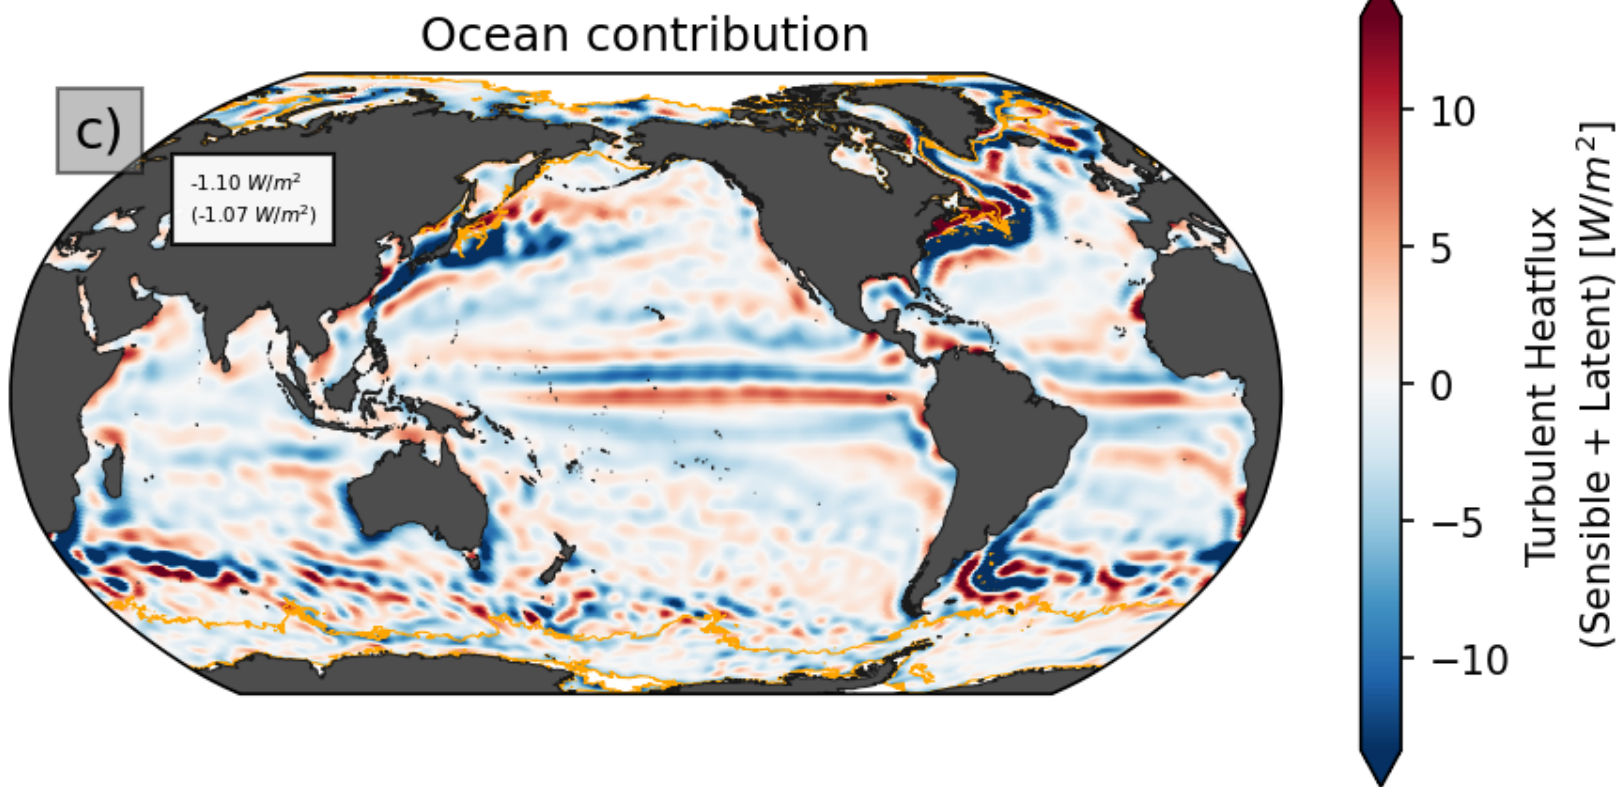 Ocean contribution
c)
-1.10 W/m²
(-1.07 W/m²)
10
5
0
−5
−10
Turbulent Heatflux
(Sensible + Latent) [W/m²]